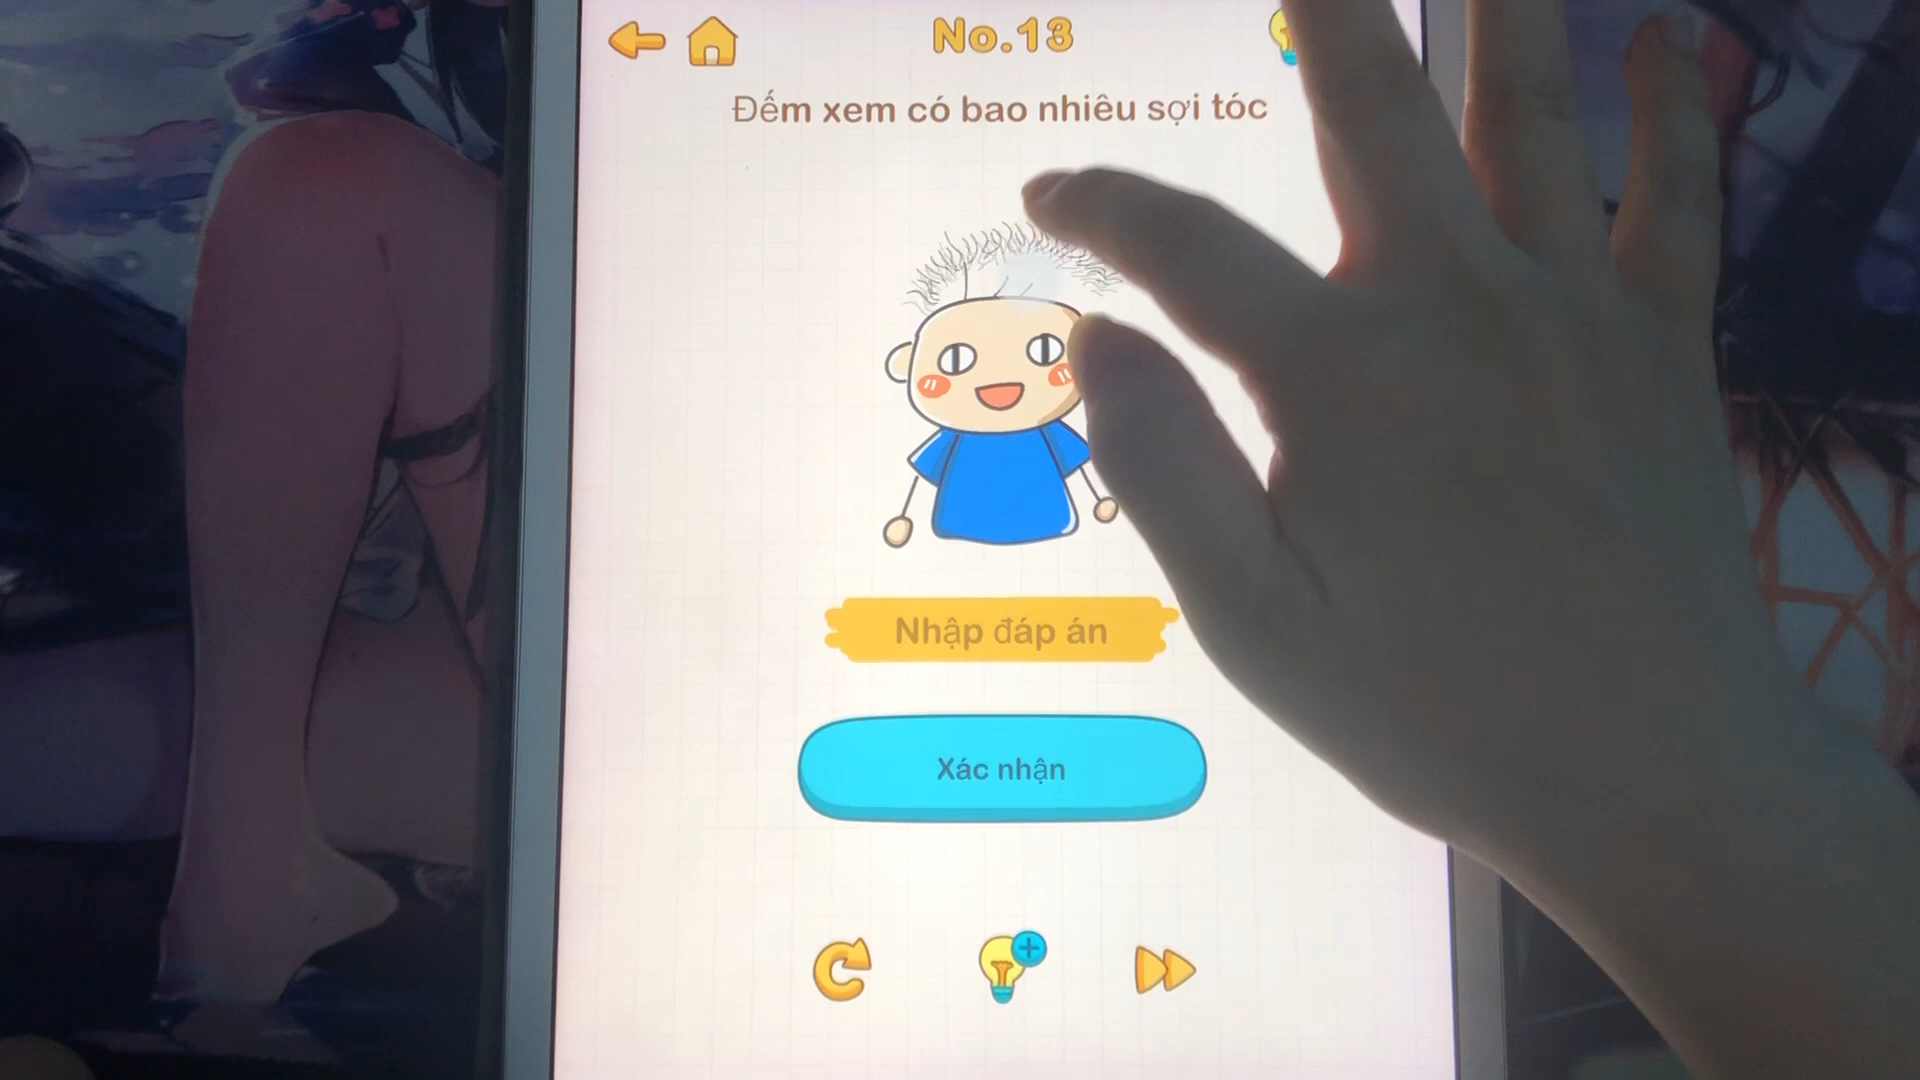 No.13
Đếm xem có bao nhiêu sợi tóc
Nhập đáp án
Xác nhận